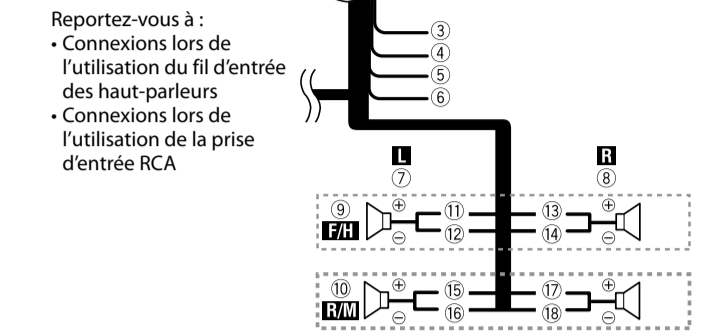 Reportez-vous à :
• Connexions lors de
l'utilisation du fil d'entrée
des haut-parleurs
• Connexions lors de
l'utilisation de la prise
d'entrée RCA
③
④
⑤
⑥
L R
⑦ ⑧
⑨ ⊕ ⑪ ⑬ ⊕
F/H ⊖ ⑫ ⑭ ⊖
⑩ ⊕ ⑮ ⑰ ⊕
R/M ⊖ ⑯ ⑱ ⊖